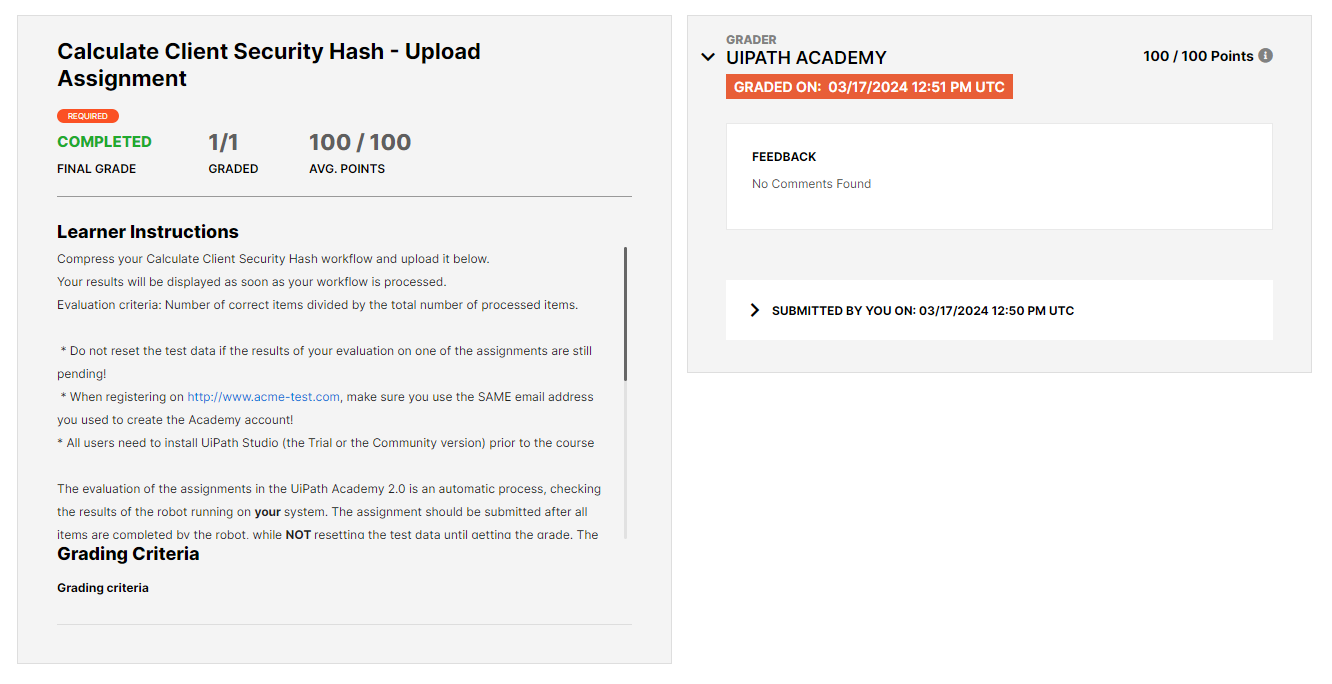 Calculate Client Security Hash - Upload
Assignment
REQUIRED
COMPLETED
FINAL GRADE
1/1
GRADED
100 / 100
AVG. POINTS
Learner Instructions
Compress your Calculate Client Security Hash workflow and upload it below.
Your results will be displayed as soon as your workflow is processed.
Evaluation criteria: Number of correct items divided by the total number of processed items.
* Do not reset the test data if the results of your evaluation on one of the assignments are still
pending!
* When registering on http://www.acme-test.com, make sure you use the SAME email address
you used to create the Academy account!
* All users need to install UiPath Studio (the Trial or the Community version) prior to the course
The evaluation of the assignments in the UiPath Academy 2.0 is an automatic process, checking
the results of the robot running on your system. The assignment should be submitted after all
items are completed by the robot, while NOT resetting the test data until getting the grade. The
Grading Criteria
Grading criteria
GRADER
UIPATH ACADEMY
100 / 100 Points
GRADED ON: 03/17/2024 12:51 PM UTC
FEEDBACK
No Comments Found
SUBMITTED BY YOU ON: 03/17/2024 12:50 PM UTC